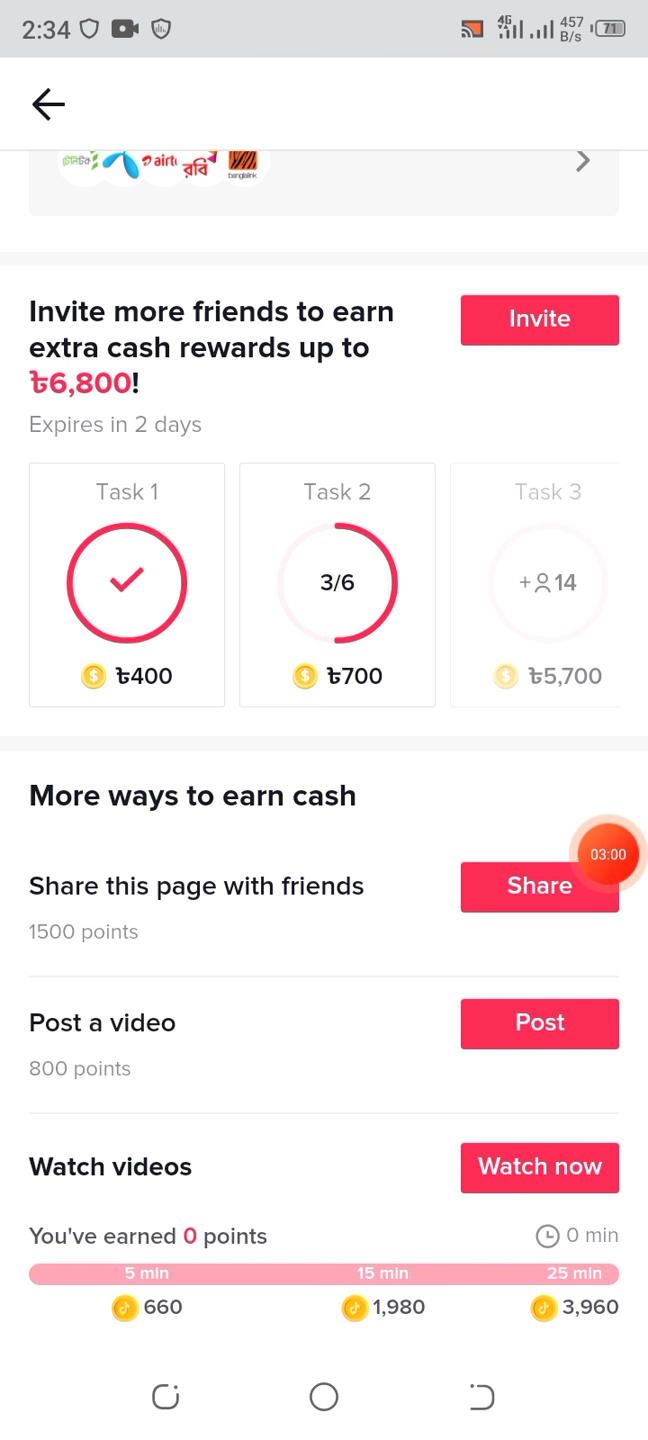 2:34
4G
457 B/s
71
টেলিটক airt রবি banglalink
Invite more friends to earn
extra cash rewards up to
৳6,800!
Invite
Expires in 2 days
Task 1
Task 2
Task 3
3/6
+ 14
৳400
৳700
৳5,700
More ways to earn cash
03:00
Share this page with friends
Share
1500 points
Post a video
Post
800 points
Watch videos
Watch now
You've earned 0 points
0 min
5 min 15 min 25 min
660 1,980 3,960